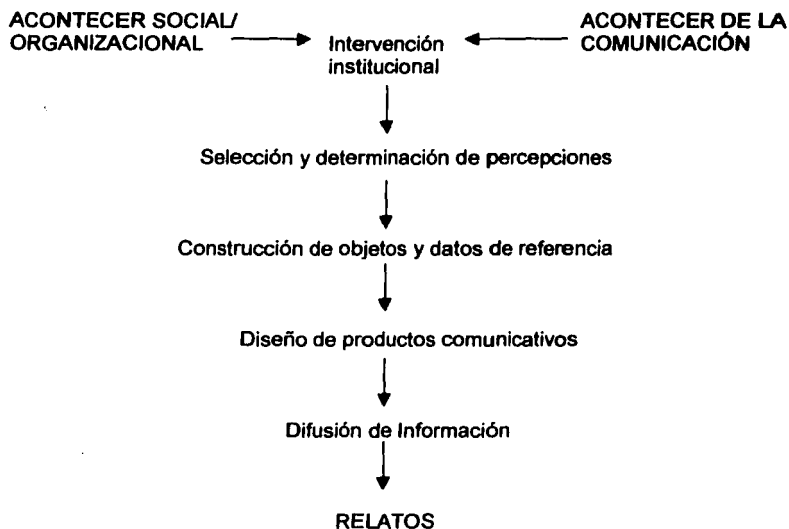 ACONTECER SOCIAL/
ORGANIZACIONAL
ACONTECER DE LA
COMUNICACIÓN
Intervención
institucional
Selección y determinación de percepciones
Construcción de objetos y datos de referencia
Diseño de productos comunicativos
Difusión de Información
RELATOS